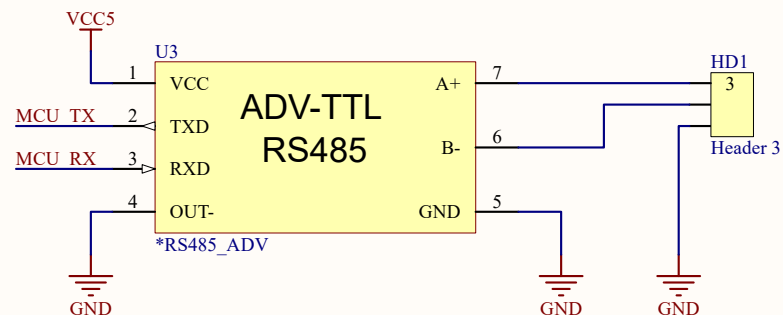 VCC5
U3
HD1
1 VCC
A+ 7
3
MCU_TX 2 TXD
ADV-TTL
RS485
MCU_RX 3 RXD
B- 6
Header 3
4 OUT-
GND 5
*RS485_ADV
GND
GND
GND